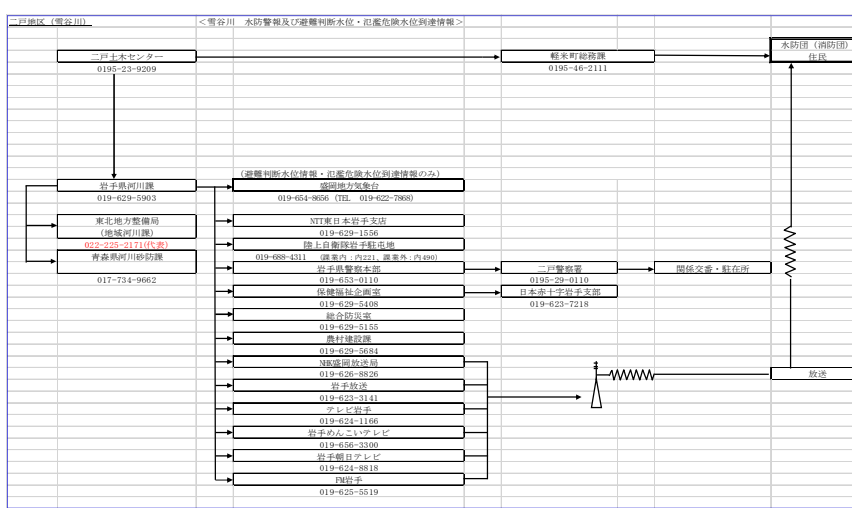 二戸地区（雪谷川）
＜雪谷川　水防警報及び避難判断水位・氾濫危険水位到達情報＞
水防団（消防団）
住民
二戸土木センター
0195-23-9209
軽米町総務課
0195-46-2111
（避難判断水位情報・氾濫危険水位到達情報のみ）
岩手県河川課
019-629-5903
盛岡地方気象台
019-654-8656（TEL　019-622-7868）
東北地方整備局
（地域河川課）
022-225-2171(代表)
青森県河川砂防課
017-734-9662
NTT東日本岩手支店
019-629-1556
陸上自衛隊岩手駐屯地
019-688-4311　（課業内：内221，課業外：内490）
岩手県警察本部
019-653-0110
二戸警察署
0195-29-0110
関係交番・駐在所
保健福祉企画室
019-629-5408
日本赤十字岩手支部
019-623-7218
総合防災室
019-629-5155
農村建設課
019-629-5684
NHK盛岡放送局
019-626-8826
岩手放送
019-623-3141
テレビ岩手
019-624-1166
岩手めんこいテレビ
019-656-3300
岩手朝日テレビ
019-624-8818
FM岩手
019-625-5519
放送